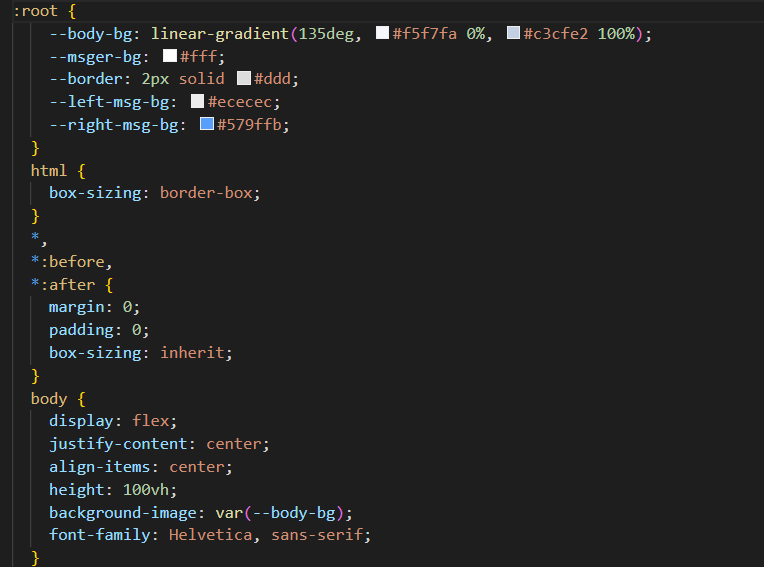 :root {
--body-bg: linear-gradient(135deg, #f5f7fa 0%, #c3cfe2 100%);
--msger-bg: #fff;
--border: 2px solid #ddd;
--left-msg-bg: #ececec;
--right-msg-bg: #579ffb;
}
html {
box-sizing: border-box;
}
*,
*:before,
*:after {
margin: 0;
padding: 0;
box-sizing: inherit;
}
body {
display: flex;
justify-content: center;
align-items: center;
height: 100vh;
background-image: var(--body-bg);
font-family: Helvetica, sans-serif;
}